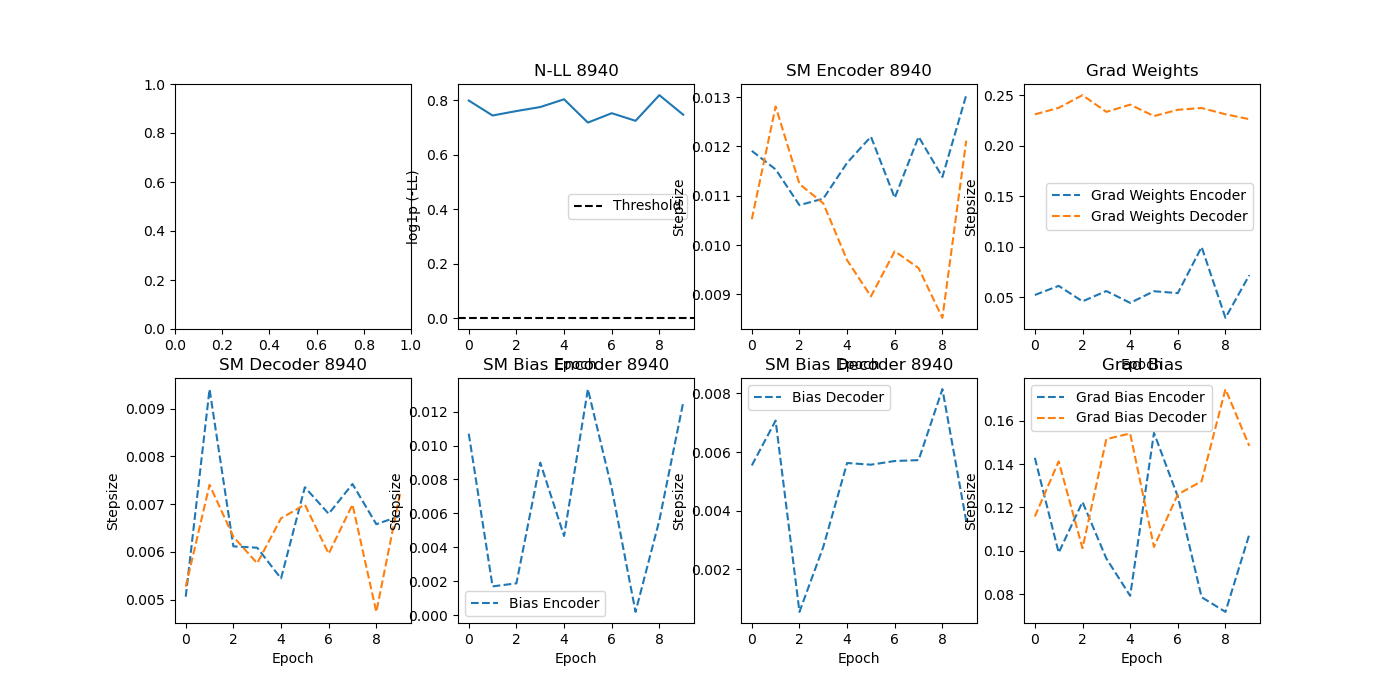 1.0
0.8
0.6
0.4
0.2
0.0
0.0 0.2 0.4 0.6 0.8 1.0
N-LL 8940
log1p (-LL)
0.8
0.6
0.4
0.2
0.0
Threshold
0 2 4 6 8
Epoch
SM Encoder 8940
Stepsize
0.013
0.012
0.011
0.010
0.009
0 2 4 6 8
Epoch
Grad Weights
Stepsize
0.25
0.10
0.05
Grad Weights Encoder
Grad Weights Decoder
0 2 4 6 8
Epoch
SM Decoder 8940
Stepsize
0.009
0.008
0.007
0.006
0.005
0 2 4 6 8
Epoch
SM Bias Encoder 8940
Stepsize
0.012
0.010
0.008
0.006
0.004
0.002
0.000
Bias Encoder
0 2 4 6 8
Epoch
SM Bias Decoder 8940
Stepsize
0.008
0.006
0.004
0.002
Bias Decoder
0 2 4 6 8
Epoch
Grad Bias
0.16
0.14
0.12
0.10
0.08
Grad Bias Encoder
Grad Bias Decoder
0 2 4 6 8
Epoch